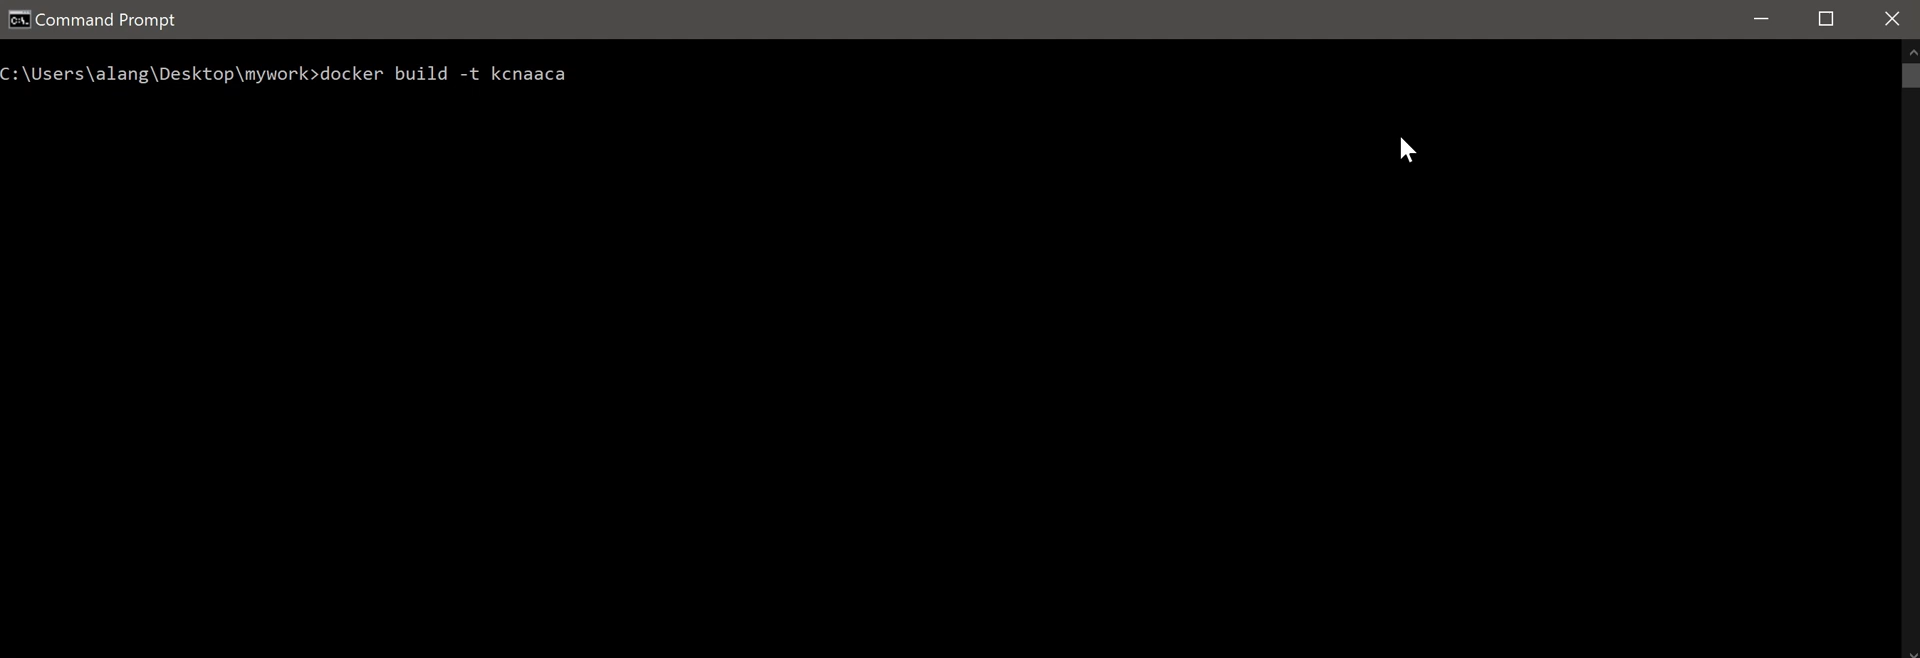 Command Prompt
C:\Users\alang\Desktop\mywork>docker build -t kcnaaca